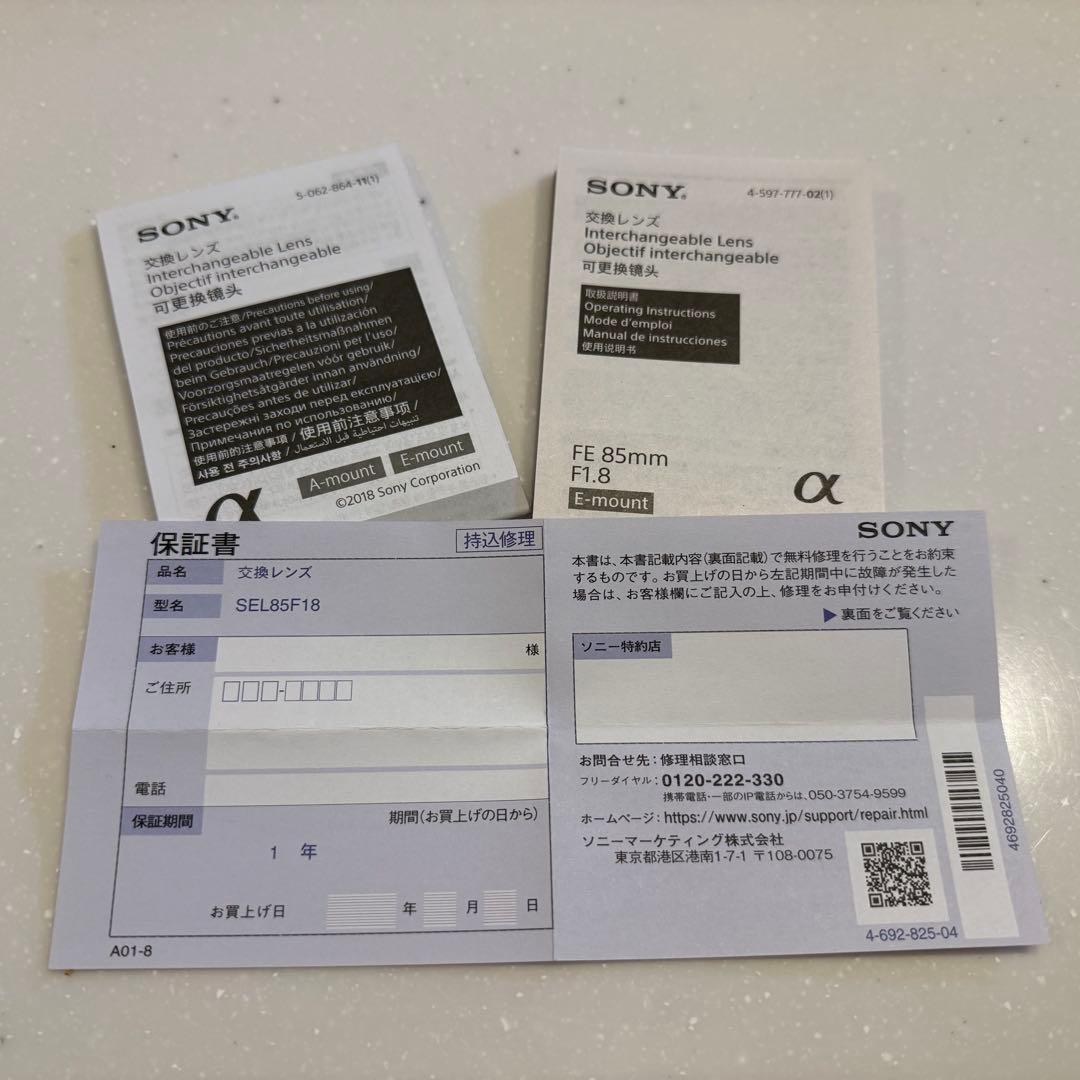 5-062-864-11(1)
SONY®
交換レンズ
Interchangeable Lens
Objectif interchangeable
可更换镜头
使用前のご注意/Precautions before using/
Précautions avant toute utilisation/
Precauciones previas a la utilización
del producto/Sicherheitsmaßnahmen
beim Gebrauch/Precauzioni per l'uso/
Voorzorgsmaatregelen vóór gebruik/
Försiktighetsåtgärder innan användning/
Precauções antes de utilizar/
Застережні заходи перед експлуатацією/
Примечания по использованию/
使用前的注意事項 / 使用前注意事项 /
사용 전 주의사항 / تنبيهات احتياطية قبل الاستعمال
A-mount E-mount
©2018 Sony Corporation
α
4-597-777-02(1)
SONY®
交換レンズ
Interchangeable Lens
Objectif interchangeable
可更换镜头
取扱説明書
Operating Instructions
Mode d'emploi
Manual de instrucciones
使用说明书
FE 85mm
F1.8
E-mount
α
保証書 持込修理
品名 交換レンズ
型名 SEL85F18
お客様 様
ご住所 □□□-□□□□
電話
保証期間 期間(お買上げの日から)
1 年
お買上げ日 年 月 日
A01-8
SONY
本書は、本書記載内容(裏面記載)で無料修理を行うことをお約束
するものです。お買上げの日から左記期間中に故障が発生した
場合は、お客様欄にご記入の上、修理をお申付けください。
▶裏面をご覧ください
ソニー特約店
お問合せ先:修理相談窓口
フリーダイヤル:0120-222-330
携帯電話・一部のIP電話からは、050-3754-9599
ホームページ:https://www.sony.jp/support/repair.html
ソニーマーケティング株式会社
東京都港区港南1-7-1 〒108-0075
4-692-825-04
4692825040